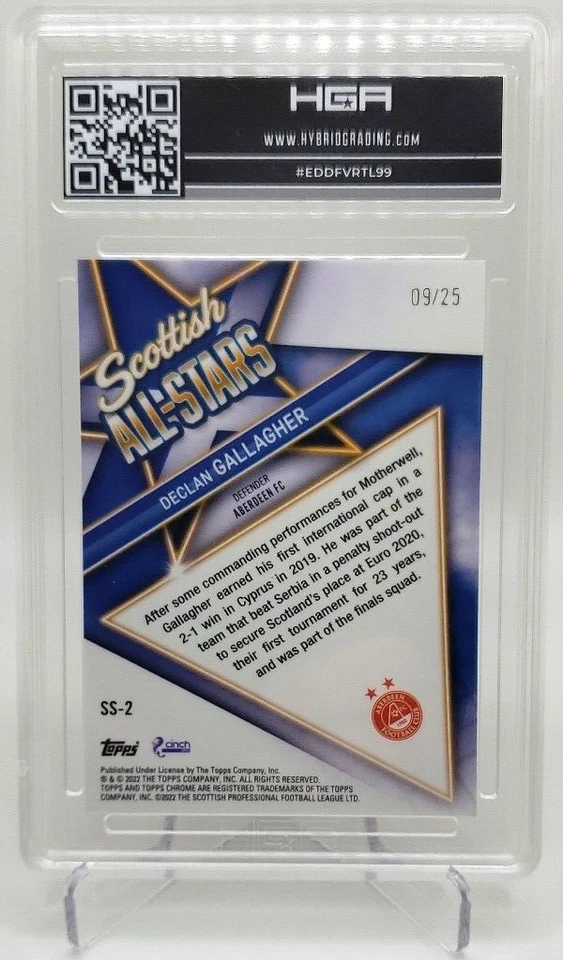 HGA
WWW.HYBRIDGRADING.COM
#EDDFVRTL99
09/25
Scottish
ALL-STARS
DECLAN GALLAGHER
DEFENDER
ABERDEEN FC
After some commanding performances for Motherwell,
Gallagher earned his first international cap in a
2-1 win in Cyprus in 2019. He was part of the
team that beat Serbia in a penalty shoot-out
to secure Scotland's place at Euro 2020,
their first tournament for 23 years,
and was part of the finals squad.
ABERDEEN
FOOTBALL CLUB
SS-2
Topps
cinch
Published Under License by The Topps Company, Inc.
® & © 2022 THE TOPPS COMPANY, INC. ALL RIGHTS RESERVED.
TOPPS AND TOPPS CHROME ARE REGISTERED TRADEMARKS OF THE TOPPS
COMPANY, INC. ©2022 THE SCOTTISH PROFESSIONAL FOOTBALL LEAGUE LTD.